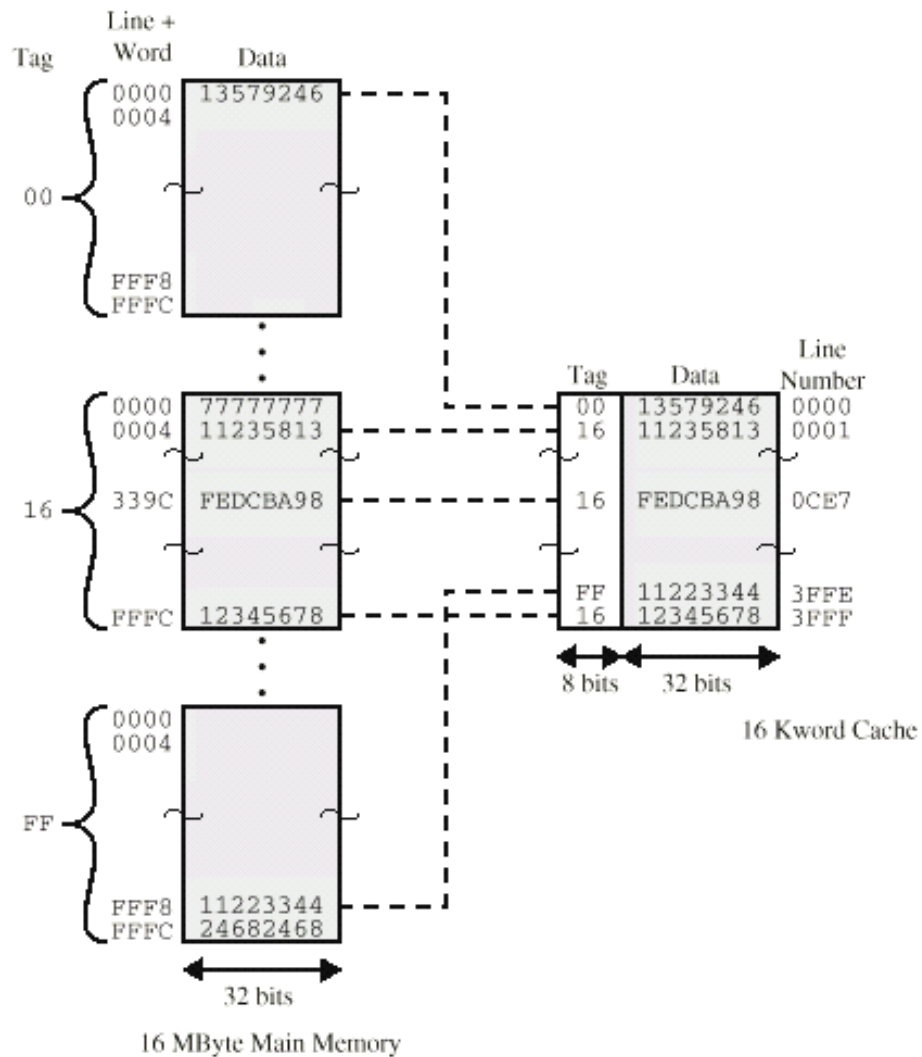 Line +
Tag Word Data
0000 13579246
0004
00
FFF8
FFFC
Line
Tag Data Number
0000 77777777 00 13579246 0000
0004 11235813 16 11235813 0001
16 339C FEDCBA98 16 FEDCBA98 0CE7
FF 11223344 3FFE
FFFC 12345678 16 12345678 3FFF
8 bits 32 bits
0000
0004
16 Kword Cache
FF
FFF8 11223344
FFFC 24682468
32 bits
16 MByte Main Memory